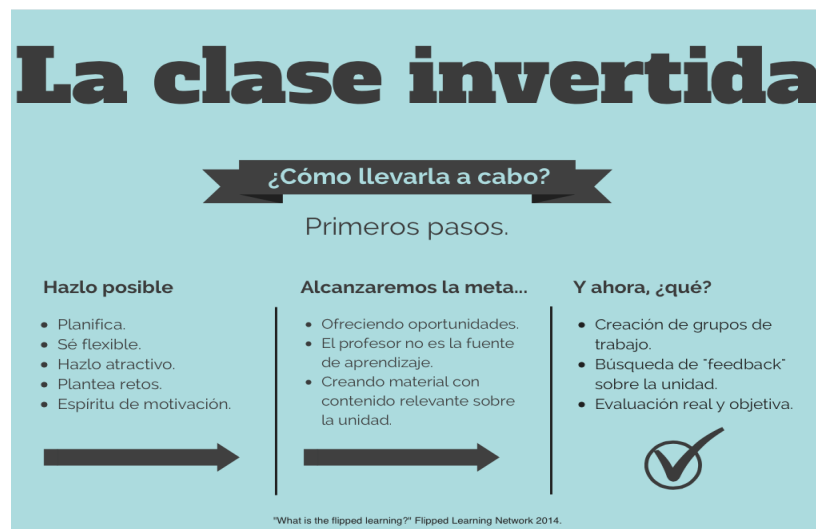 La clase invertida
¿Cómo llevarla a cabo?
Primeros pasos.
Hazlo posible
• Planifica.
• Sé flexible.
• Hazlo atractivo.
• Plantea retos.
• Espíritu de motivación.
Alcanzaremos la meta...
• Ofreciendo oportunidades.
• El profesor no es la fuente
de aprendizaje.
• Creando material con
contenido relevante sobre
la unidad.
Y ahora, ¿qué?
• Creación de grupos de
trabajo.
• Búsqueda de "feedback"
sobre la unidad.
• Evaluación real y objetiva.
"What is the flipped learning?" Flipped Learning Network 2014.